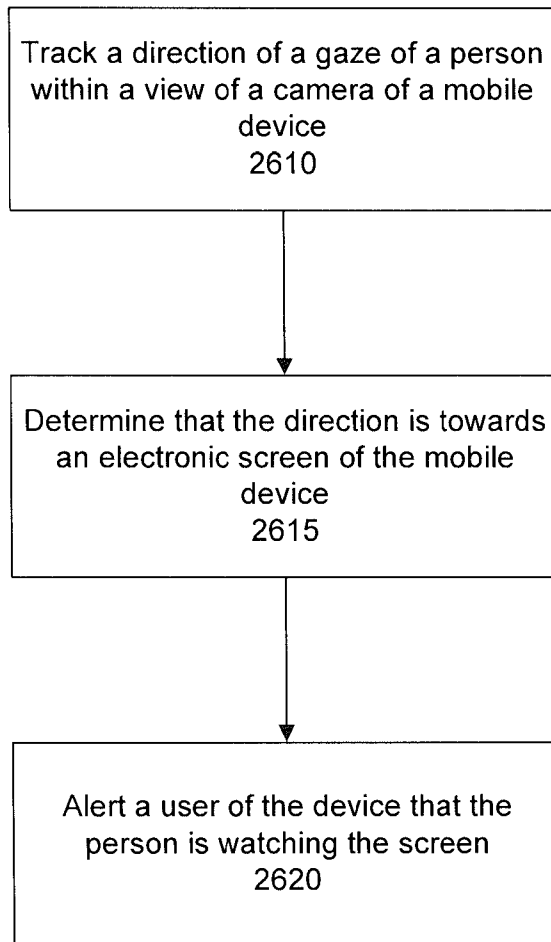 Track a direction of a gaze of a person
within a view of a camera of a mobile
device
2610
Determine that the direction is towards
an electronic screen of the mobile
device
2615
Alert a user of the device that the
person is watching the screen
2620